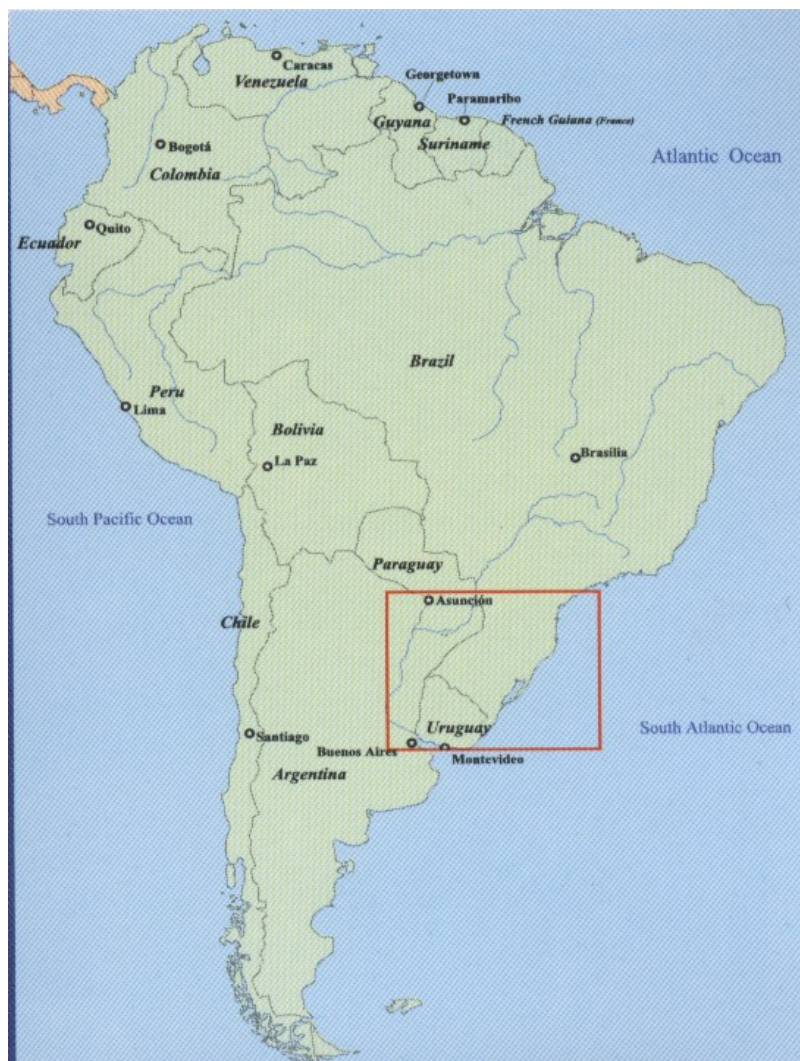 Caracas
Venezuela
Georgetown
Paramaribo
Guyana
French Guiana (France)
Suriname
Bogotá
Colombia
Atlantic Ocean
Quito
Ecuador
Brazil
Peru
Lima
Bolivia
La Paz
Brasília
South Pacific Ocean
Paraguay
Asunción
Chile
Uruguay
South Atlantic Ocean
Santiago
Buenos Aires
Montevideo
Argentina